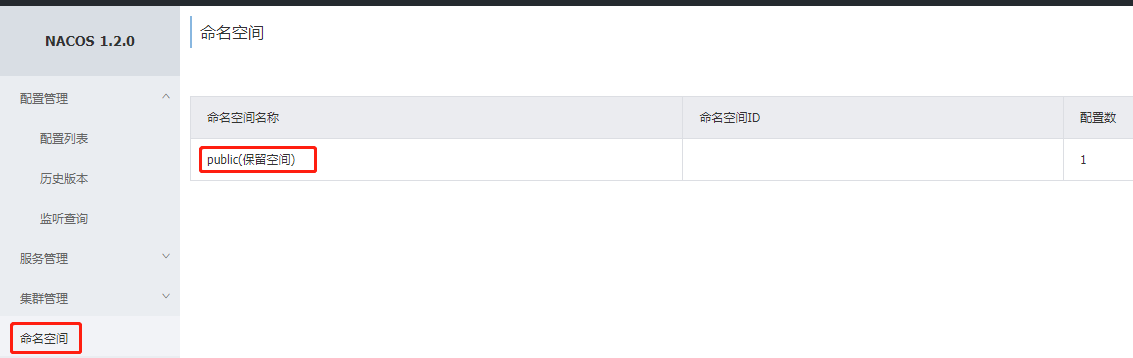 NACOS 1.2.0
配置管理
配置列表
历史版本
监听查询
服务管理
集群管理
命名空间
命名空间
命名空间名称 命名空间ID 配置数
public(保留空间) 1